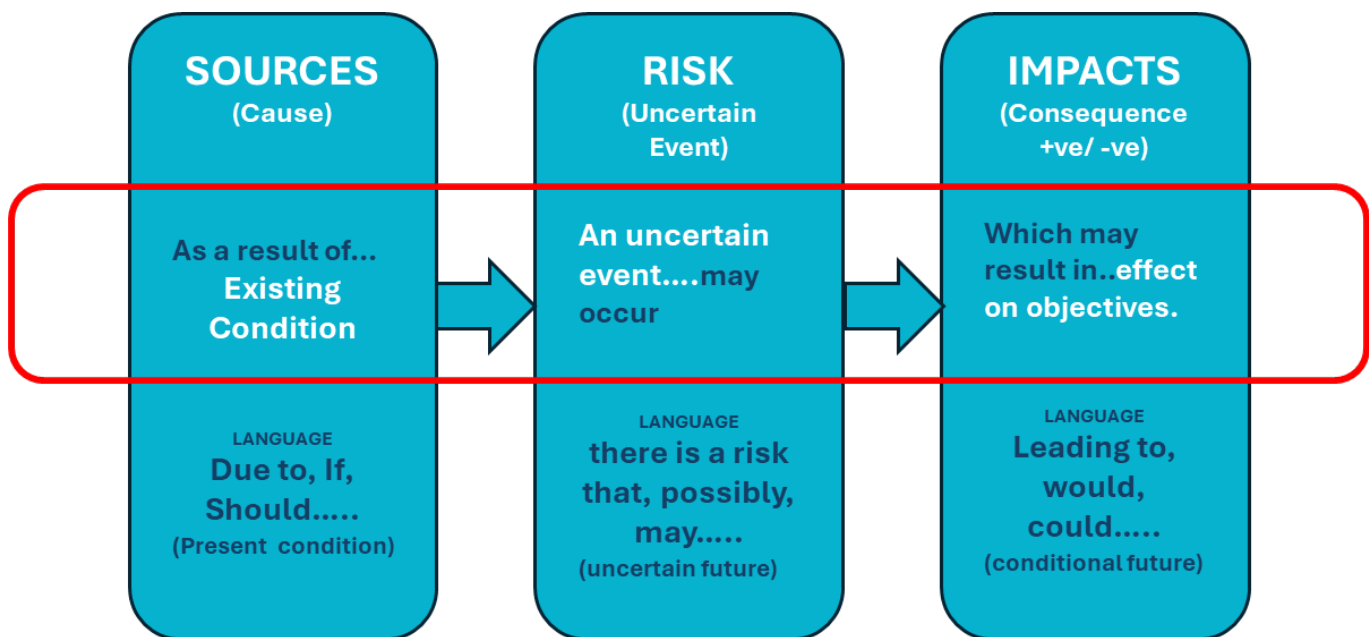 SOURCES
(Cause)
As a result of...
Existing
Condition
LANGUAGE
Due to, If,
Should.....
(Present condition)
RISK
(Uncertain
Event)
An uncertain
event....may
occur
LANGUAGE
there is a risk
that, possibly,
may.....
(uncertain future)
IMPACTS
(Consequence
+ve/ -ve)
Which may
result in..effect
on objectives.
LANGUAGE
Leading to,
would,
could.....
(conditional future)